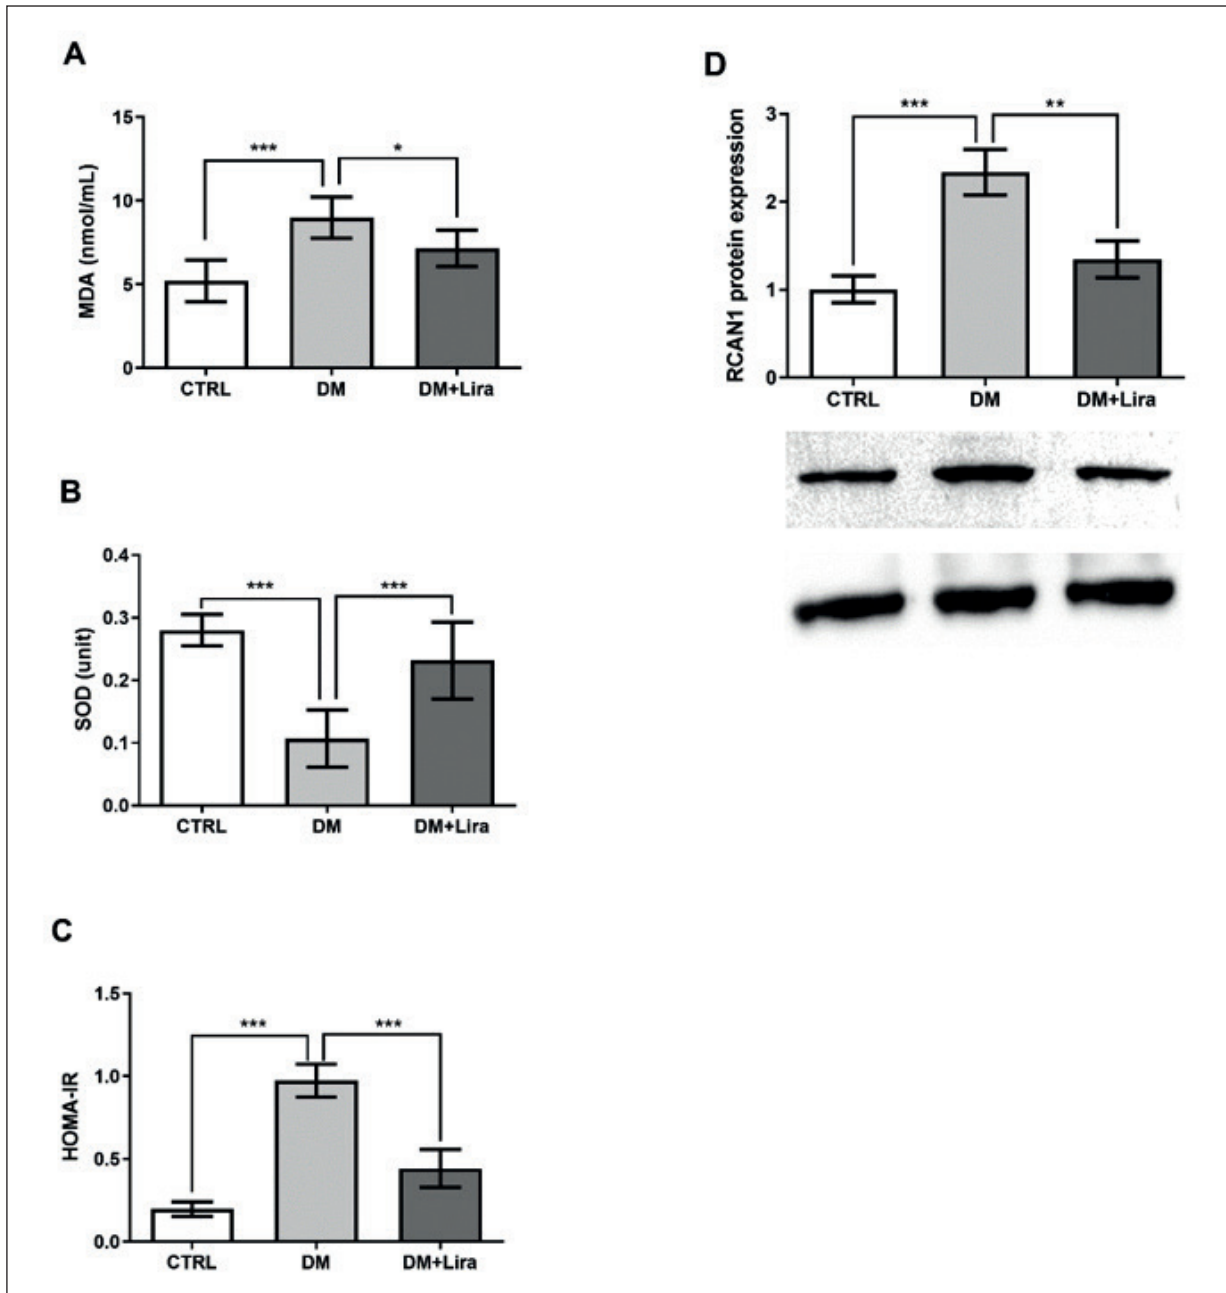 A
MDA (nmol/mL)
15
10
5
0
***
*
CTRL DM DM+Lira
B
SOD (unit)
0.4
0.3
0.2
0.1
0.0
*** ***
CTRL DM DM+Lira
C
HOMA-IR
1.5
1.0
0.5
0.0
*** ***
CTRL DM DM+Lira
D
RCAN1 protein expression
3
2
1
0
*** **
CTRL DM DM+Lira